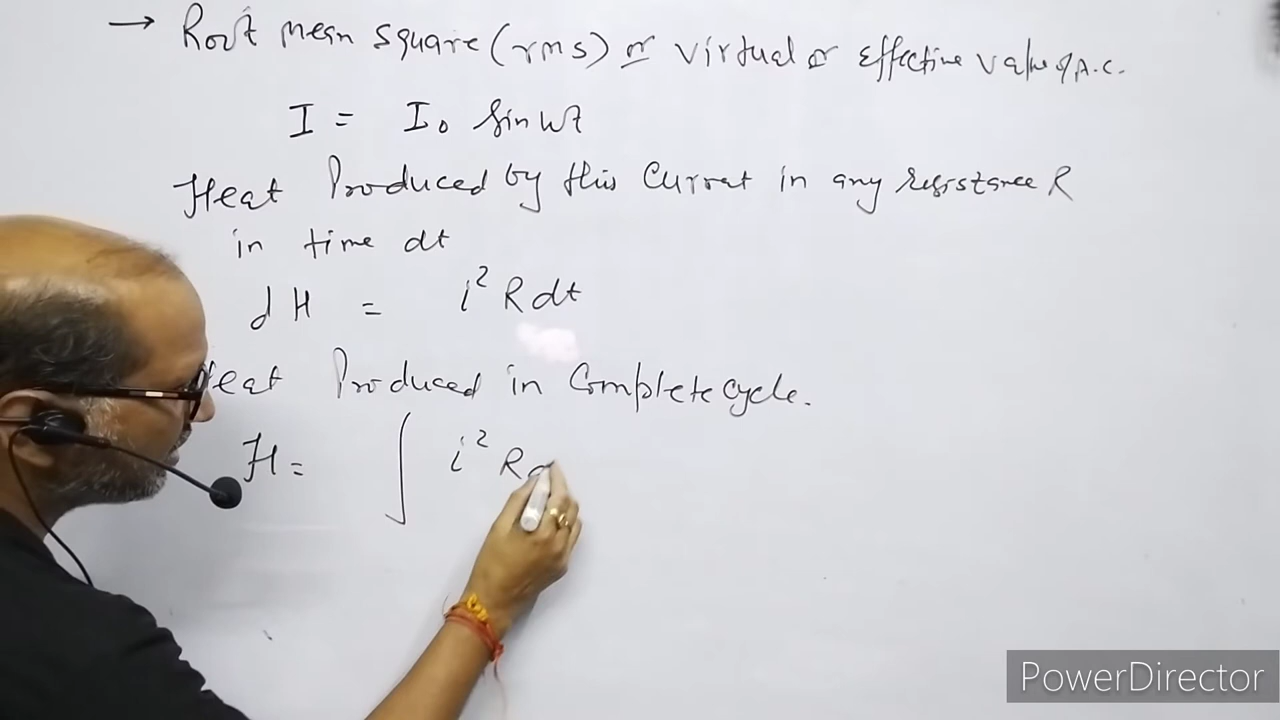 → Root mean square (rms) or virtual or effective value of A.C.
I = I₀ sin ωt
Heat Produced by this Current in any resistance R
in time dt
dH = i² R dt
Heat Produced in Complete cycle.
H = ∫ i² R d
PowerDirector